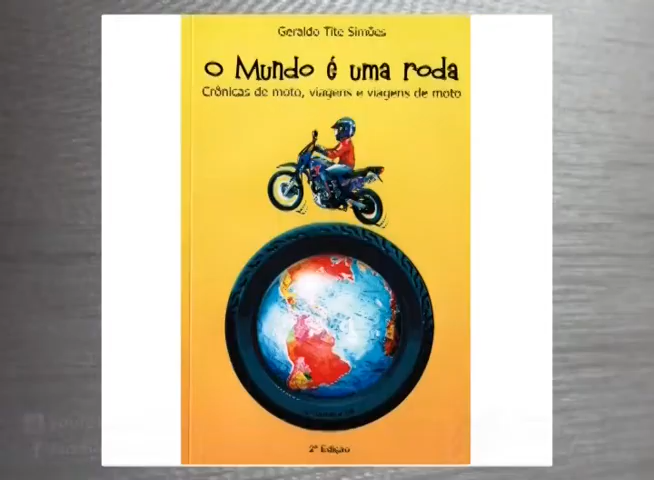 Geraldo Tite Simões
O Mundo é uma roda
Crônicas de moto, viagens e viagens de moto
2ª Edição